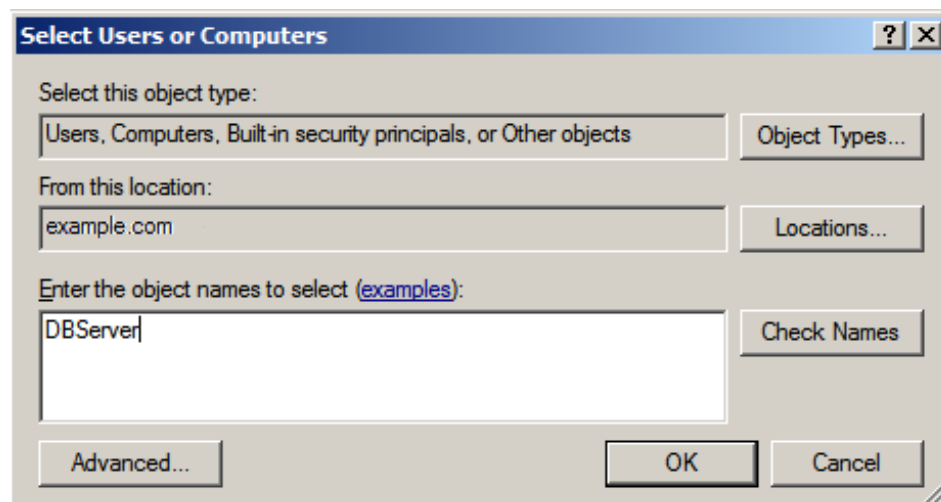 Select Users or Computers
Select this object type:
Users, Computers, Built-in security principals, or Other objects
Object Types...
From this location:
example.com
Locations...
Enter the object names to select (examples):
DBServer
Check Names
Advanced...
OK
Cancel